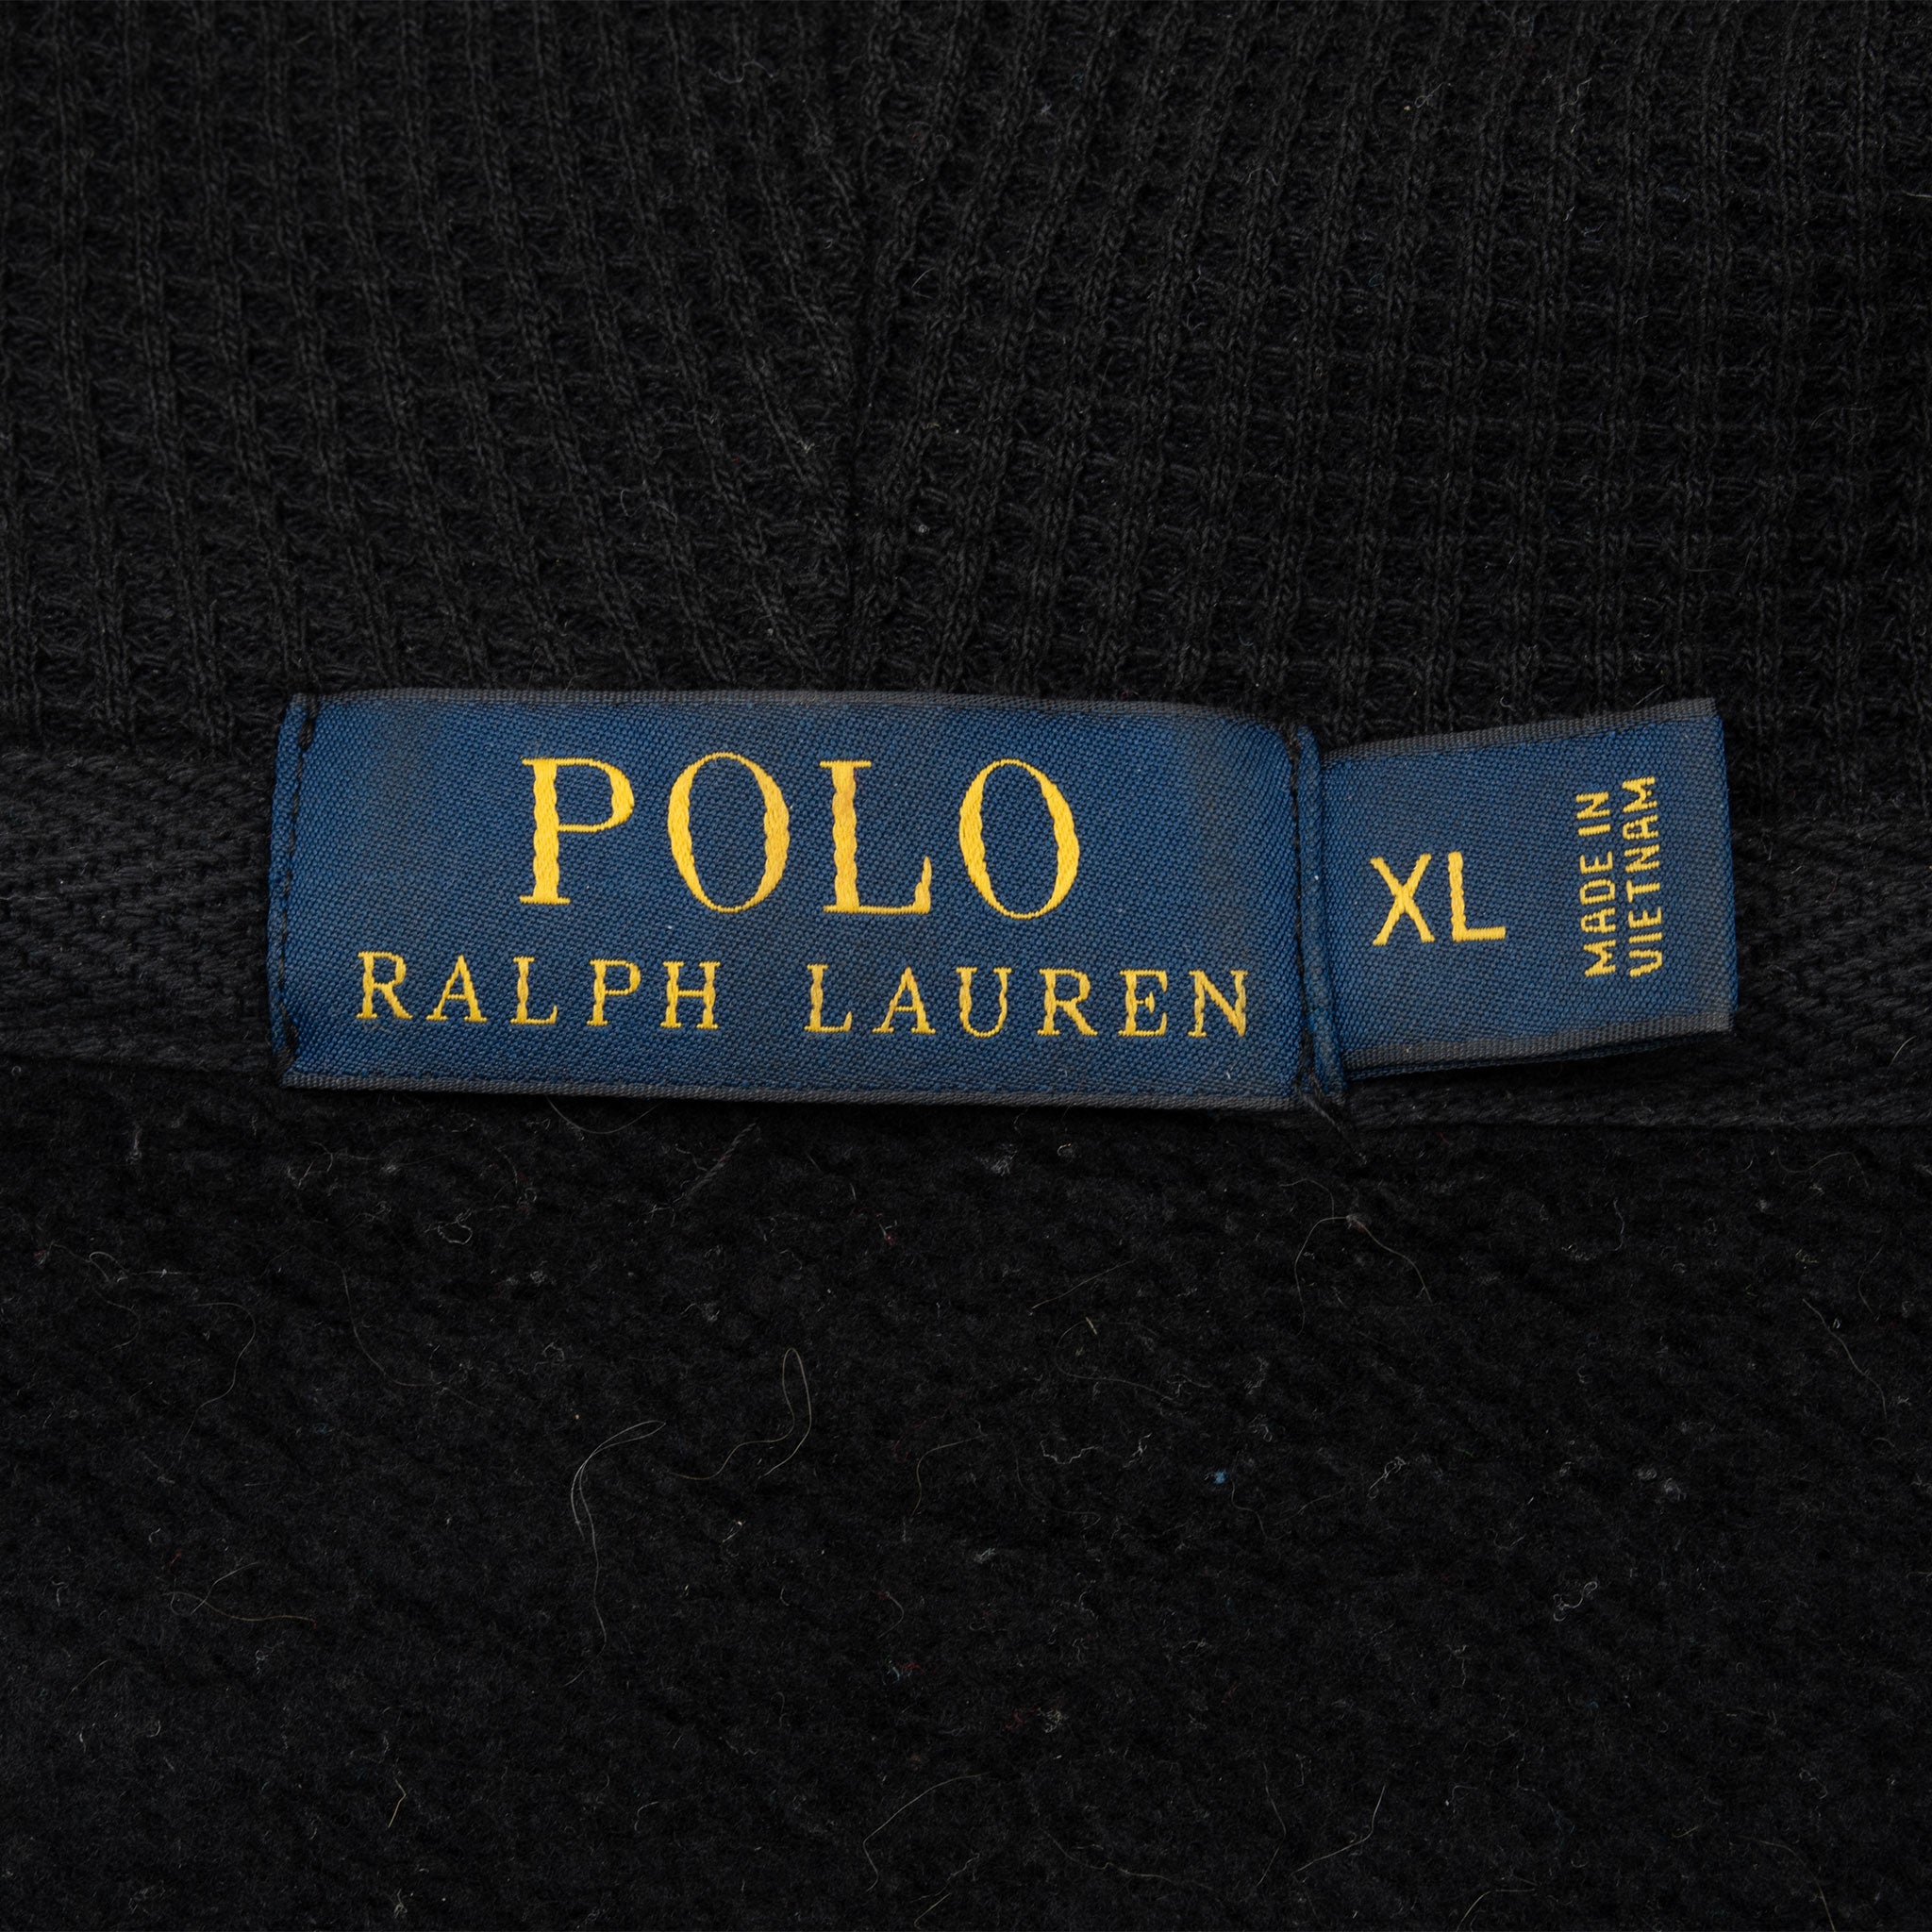 POLO
RALPH LAUREN
XL
MADE IN
VIETNAM